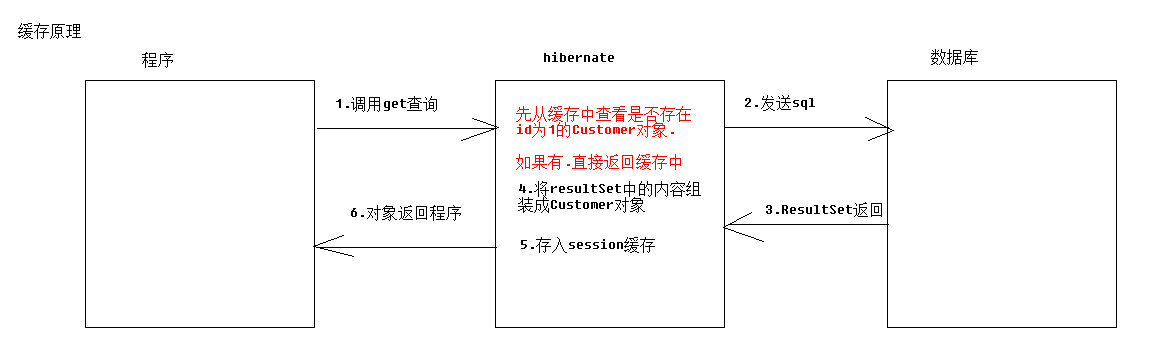 缓存原理
程序
hibernate
数据库
1.调用get查询
先从缓存中查看是否存在
id为1的Customer对象.
如果有.直接返回缓存中
2.发送sql
4.将resultSet中的内容组
装成Customer对象
3.ResultSet返回
6.对象返回程序
5.存入session缓存